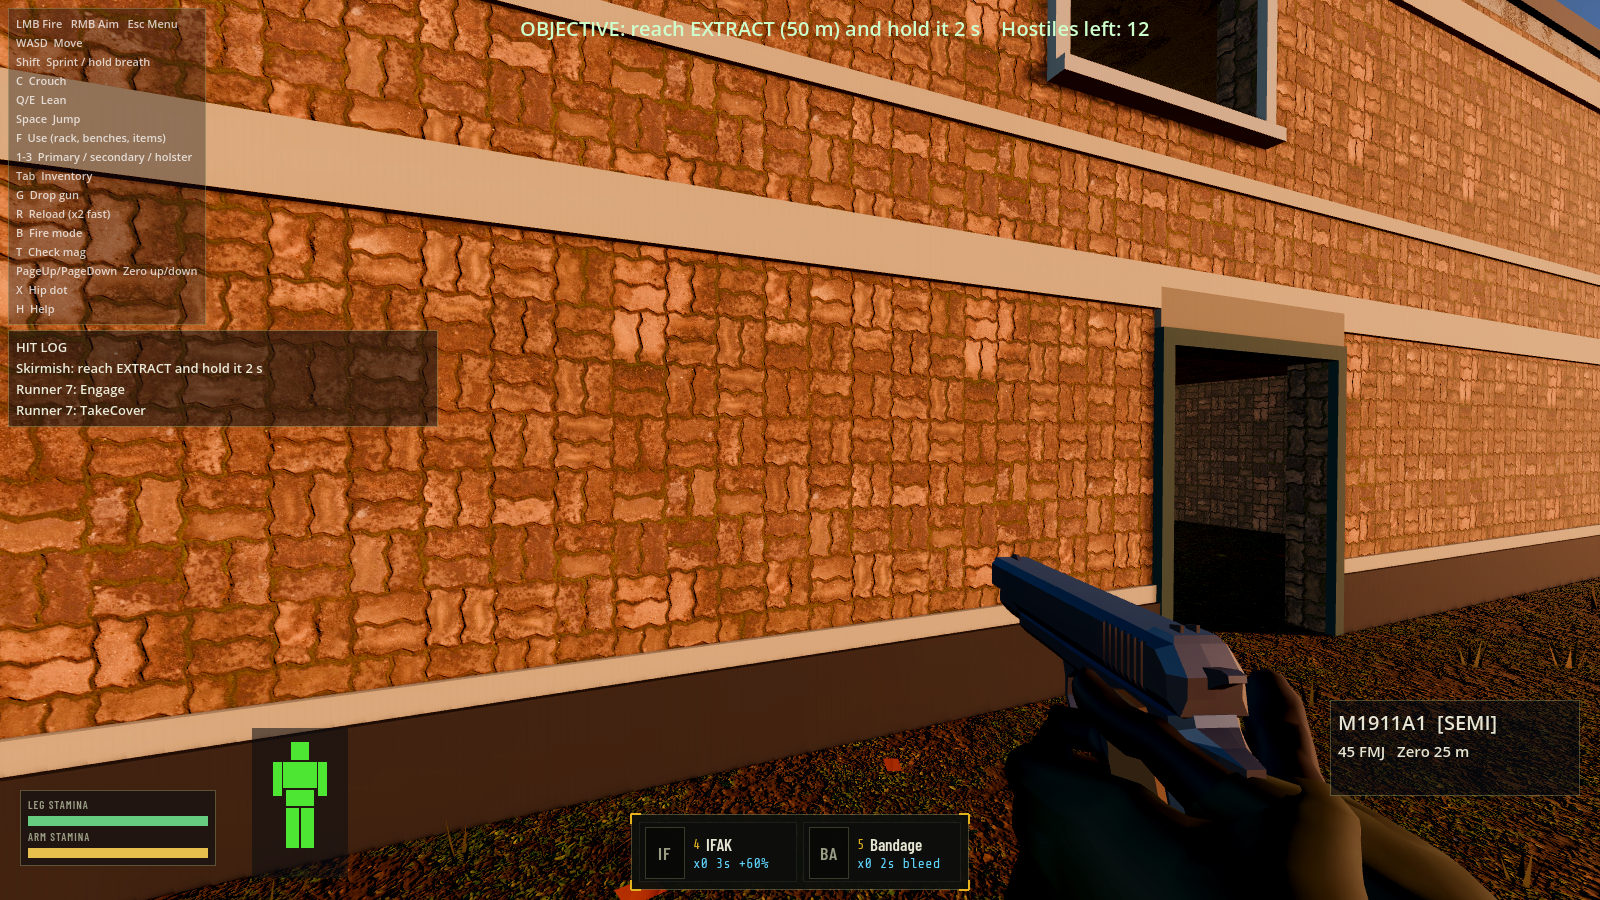 OBJECTIVE: reach EXTRACT (50 m) and hold it 2 s    Hostiles left: 12
LMB Fire   RMB Aim   Esc Menu
WASD  Move
Shift  Sprint / hold breath
C  Crouch
Q/E  Lean
Space  Jump
F  Use (rack, benches, items)
1-3  Primary / secondary / holster
Tab  Inventory
G  Drop gun
R  Reload (x2 fast)
B  Fire mode
T  Check mag
PageUp/PageDown  Zero up/down
X  Hip dot
H  Help
HIT LOG
Skirmish: reach EXTRACT and hold it 2 s
Runner 7: Engage
Runner 7: TakeCover
M1911A1  [SEMI]
45 FMJ   Zero 25 m
LEG STAMINA
ARM STAMINA
IF
4 IFAK
x0 3s +60%
BA
5 Bandage
x0 2s bleed